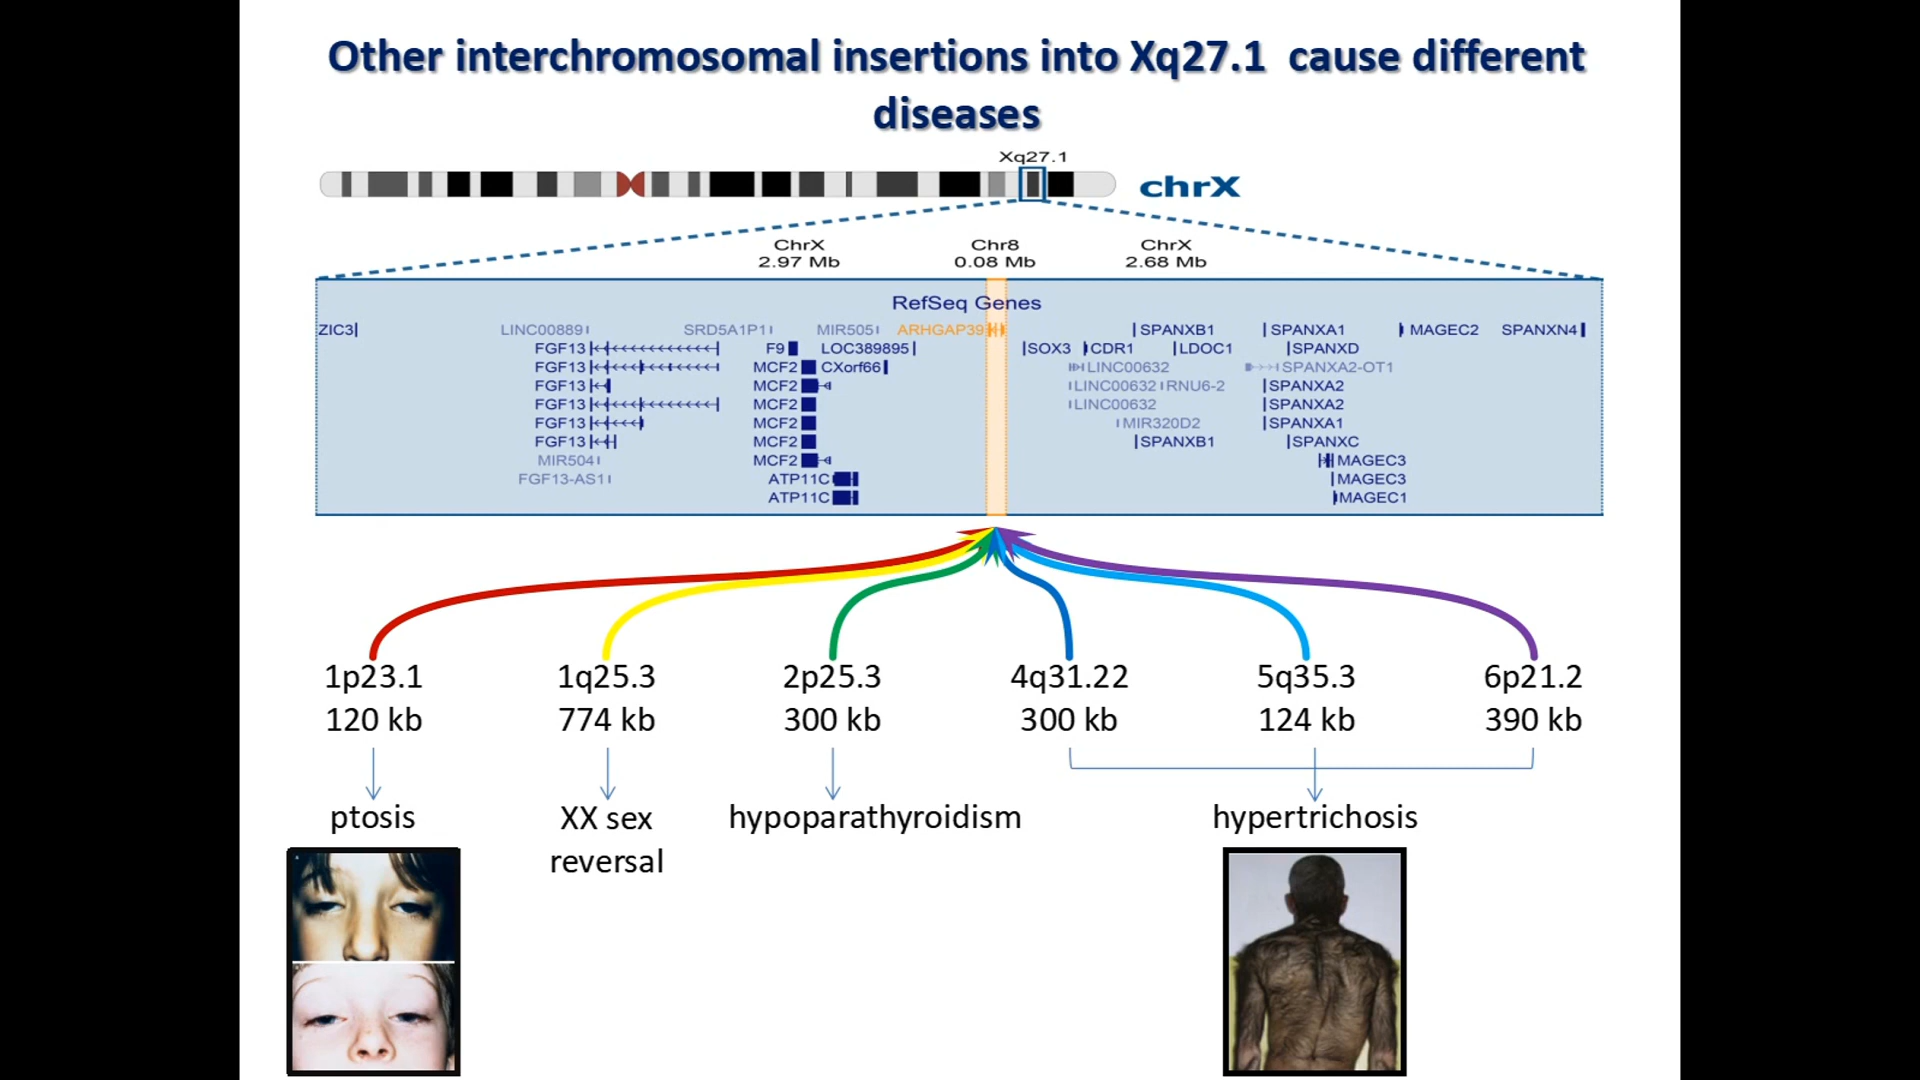 Other interchromosomal insertions into Xq27.1 cause different
diseases
Xq27.1
chrX
ChrX Chr8 ChrX
2.97 Mb 0.08 Mb 2.68 Mb
RefSeq Genes
ZIC3 LINC00889 SRD5A1P1 MIR505 ARHGAP39 SPANXB1 SPANXA1 MAGEC2 SPANXN4
FGF13 F9 LOC389895 SOX3 CDR1 LDOC1 SPANXD
FGF13 MCF2 CXorf66 LINC00632 SPANXA2-OT1
FGF13 MCF2 LINC00632 RNU6-2 SPANXA2
FGF13 MCF2 LINC00632 SPANXA2
FGF13 MCF2 MIR320D2 SPANXA1
FGF13 MCF2 SPANXB1 SPANXC
MIR504 MCF2 MAGEC3
FGF13-AS1 ATP11C MAGEC3
ATP11C MAGEC1
1p23.1 1q25.3 2p25.3 4q31.22 5q35.3 6p21.2
120 kb 774 kb 300 kb 300 kb 124 kb 390 kb
ptosis XX sex hypoparathyroidism hypertrichosis
reversal